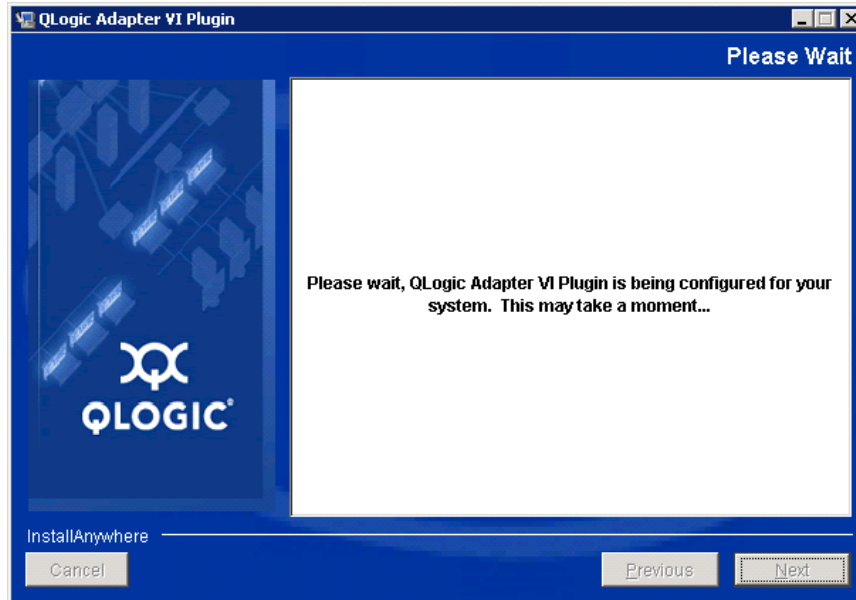 QLogic Adapter VI Plugin
Please Wait
Please wait, QLogic Adapter VI Plugin is being configured for your
system. This may take a moment...
QLOGIC®
InstallAnywhere
Cancel
Previous
Next